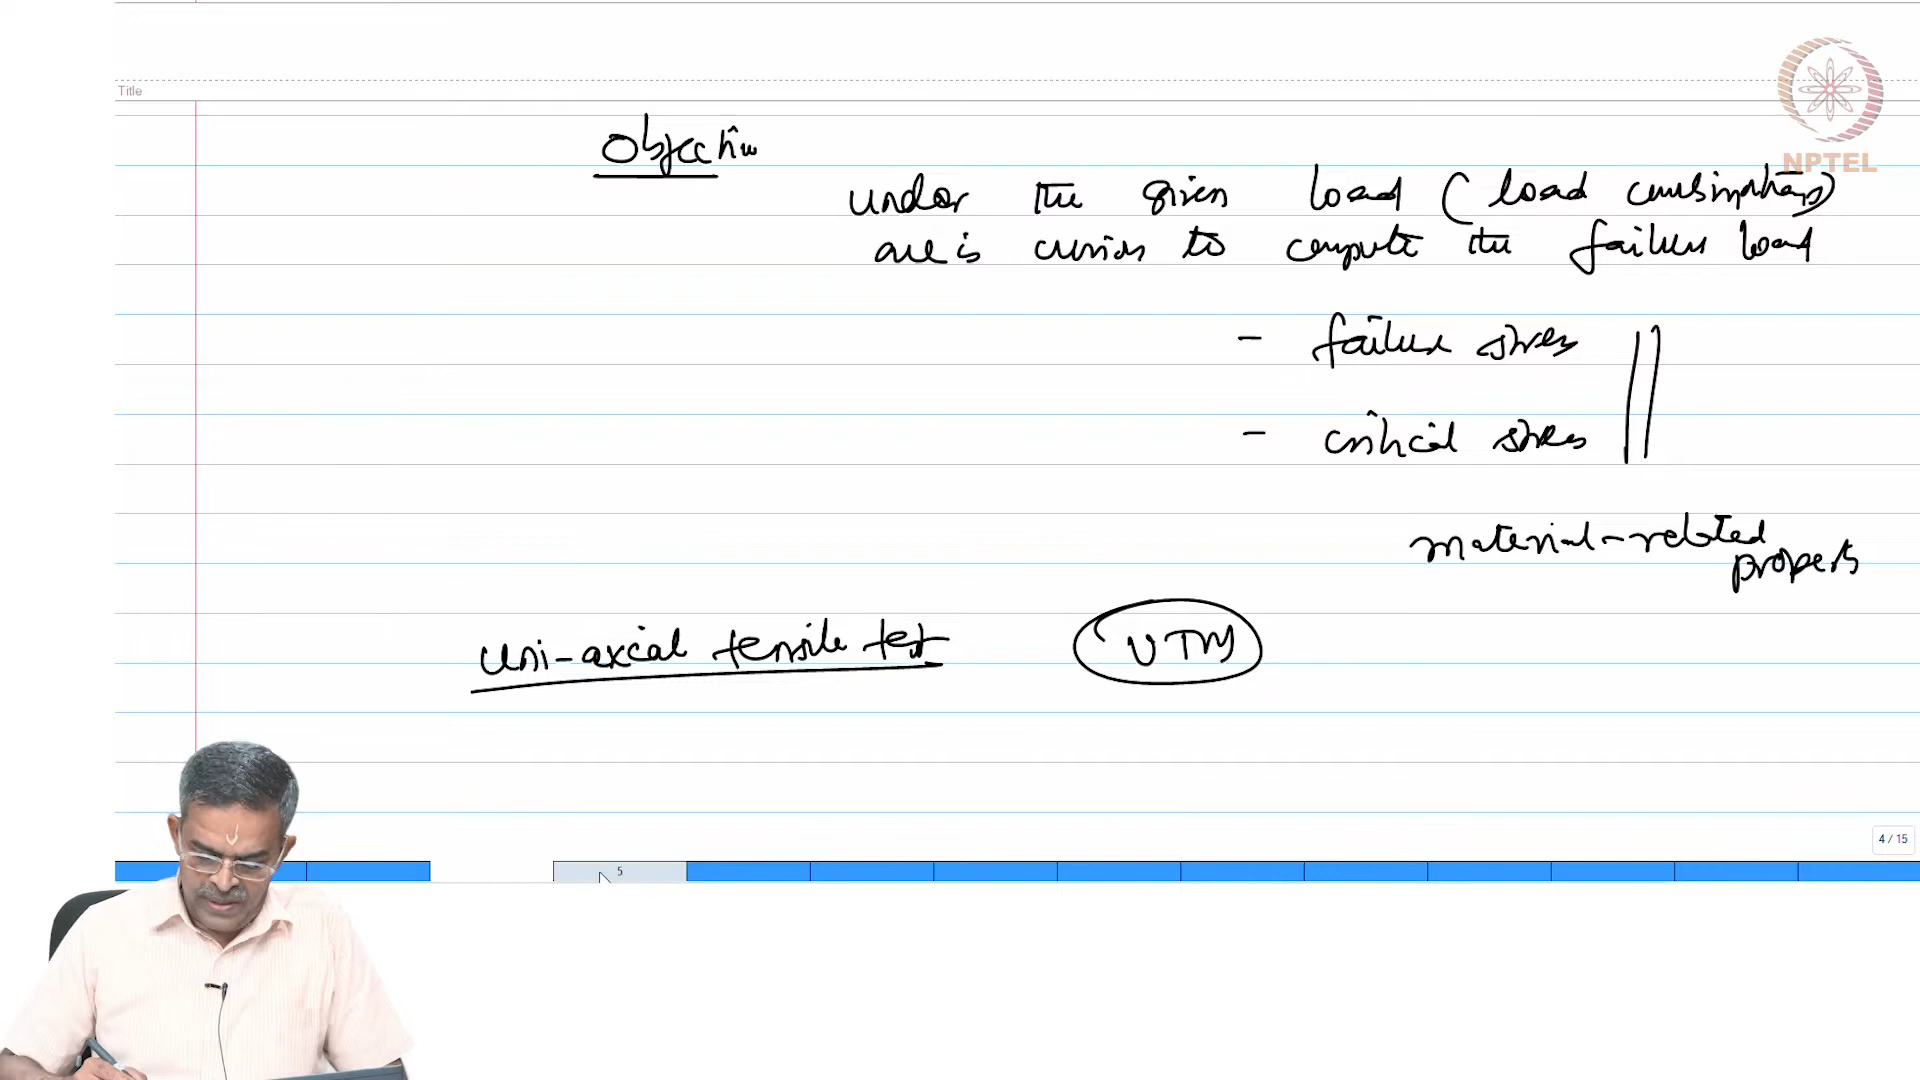 Title
NPTEL
Objective
under the given load (load combinations)
one is curious to compute the failure load
- failure stress
- critical stress
material-related
property
uni-axial tensile test
UTM
4 / 15
5